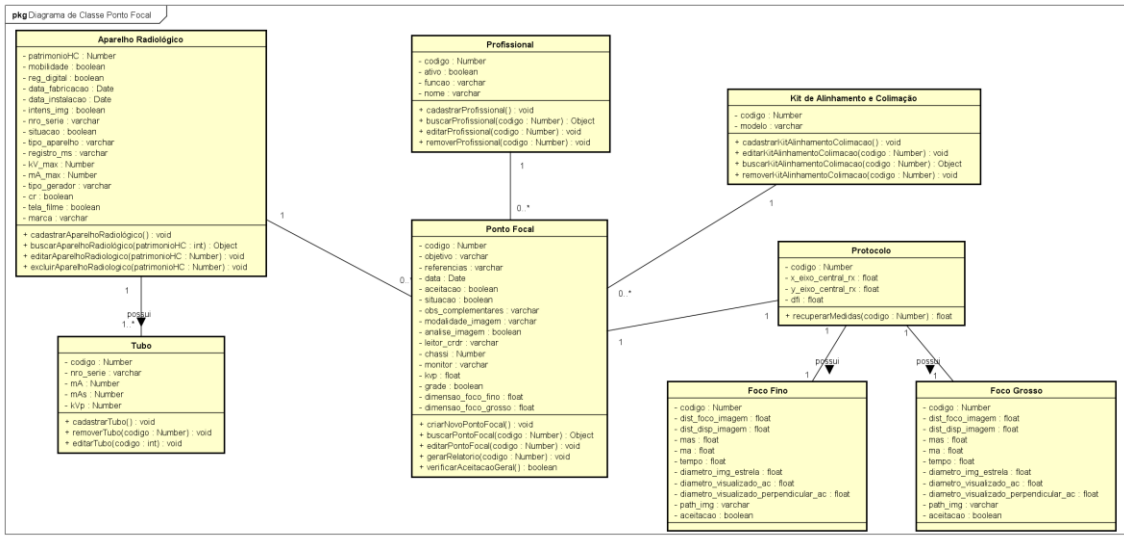 pkg Diagrama de Classe Ponto Focal
Aparelho Radiológico
- patrimonioHC : Number
- mobilidade : boolean
- reg_digital : boolean
- data_fabricacao : Date
- data_instalacao : Date
- intens_img : boolean
- nro_serie : varchar
- situacao : boolean
- tipo_aparelho : varchar
- registro_ms : varchar
- kV_max : Number
- mA_max : Number
- tipo_gerador : varchar
- cr : boolean
- tela_filme : boolean
- marca : varchar
+ cadastrarAparelhoRadiológico() : void
+ buscarAparelhoRadiológico(patrimonioHC : int) : Object
+ editarAparelhoRadiologico(patrimonioHC : Number) : void
+ excluirAparelhoRadiologico(patrimonioHC : Number) : void
1
0..*
1
possui
1..*
Tubo
- codigo : Number
- nro_serie : varchar
- mA : Number
- mAs : Number
- kVp : Number
+ cadastrarTubo() : void
+ removerTubo(codigo : Number) : void
+ editarTubo(codigo : int) : void
Profissional
- codigo : Number
- ativo : boolean
- funcao : varchar
- nome : varchar
+ cadastrarProfissional() : void
+ buscarProfissional(codigo : Number) : Object
+ editarProfissional(codigo : Number) : void
+ removerProfissional(codigo : Number) : void
1
0..*
Ponto Focal
- codigo : Number
- objetivo : varchar
- referencias : varchar
- data : Date
- aceitacao : boolean
- situacao : boolean
- obs_complementares : varchar
- modalidade_imagem : varchar
- analise_imagem : boolean
- leitor_crdr : varchar
- chassi : Number
- monitor : varchar
- kvp : float
- grade : boolean
- dimensao_foco_fino : float
- dimensao_foco_grosso : float
+ criarNovoPontoFocal() : void
+ buscarPontoFocal(codigo : Number) : Object
+ editarPontoFocal(codigo : Number) : void
+ gerarRelatorio(codigo : Number) : void
+ verificarAceitacaoGeral() : boolean
Kit de Alinhamento e Colimação
- codigo : Number
- modelo : varchar
+ cadastrarKitAlinhamentoColimacao() : void
+ editarKitAlinhamentoColimacao(codigo : Number) : void
+ buscarKitAlinhamentoColimacao(codigo : Number) : Object
+ removerKitAlinhamentoColimacao(codigo : Number) : void
1
0..*
Protocolo
- codigo : Number
- x_eixo_central_rx : float
- y_eixo_central_rx : float
- dfi : float
+ recuperarMedidas(codigo : Number) : float
1
1
1
possui
1
1
possui
1
Foco Fino
- codigo : Number
- dist_foco_imagem : float
- dist_disp_imagem : float
- mas : float
- ma : float
- tempo : float
- diametro_img_estrela : float
- diametro_visualizado_ac : float
- diametro_visualizado_perpendicular_ac : float
- path_img : varchar
- aceitacao : boolean
Foco Grosso
- codigo : Number
- dist_foco_imagem : float
- dist_disp_imagem : float
- mas : float
- ma : float
- tempo : float
- diametro_img_estrela : float
- diametro_visualizado_ac : float
- diametro_visualizado_perpendicular_ac : float
- path_img : varchar
- aceitacao : boolean